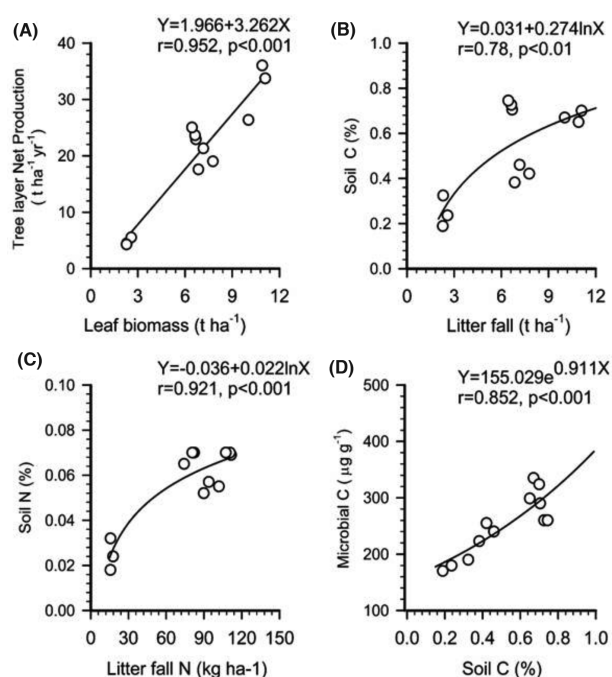 (A)
Y=1.966+3.262X
r=0.952, p<0.001
Tree layer Net Production
( t ha⁻¹ yr⁻¹)
40
30
20
10
0
0 3 6 9 12
Leaf biomass (t ha⁻¹)
(B)
Y=0.031+0.274lnX
r=0.78, p<0.01
Soil C (%)
1.0
0.8
0.6
0.4
0.2
0.0
0 3 6 9 12
Litter fall (t ha⁻¹)
(C)
Y=-0.036+0.022lnX
r=0.921, p<0.001
Soil N (%)
0.10
0.08
0.06
0.04
0.02
0.00
0 30 60 90 120 150
Litter fall N (kg ha-1)
(D)
Y=155.029e^0.911X
r=0.852, p<0.001
Microbial C ( µg g⁻¹)
500
400
300
200
100
0.0 0.2 0.4 0.6 0.8 1.0
Soil C (%)